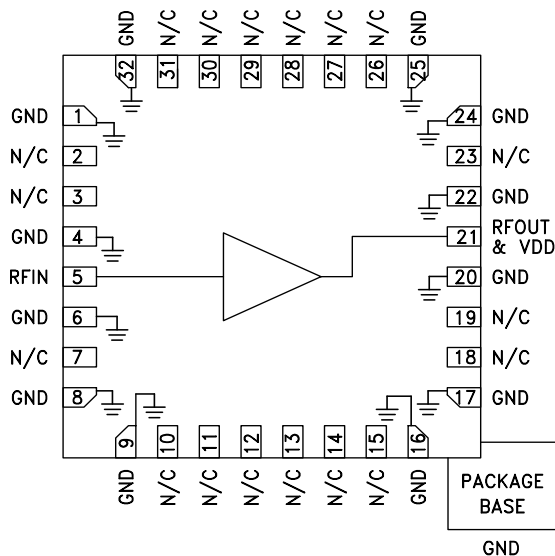 GND N/C N/C N/C N/C N/C N/C GND
32 31 30 29 28 27 26 25
GND 1
N/C 2
N/C 3
GND 4
RFIN 5
GND 6
N/C 7
GND 8
24 GND
23 N/C
22 GND
21 RFOUT
& VDD
20 GND
19 N/C
18 N/C
17 GND
9 10 11 12 13 14 15 16
GND N/C N/C N/C N/C N/C N/C GND
PACKAGE
BASE
GND